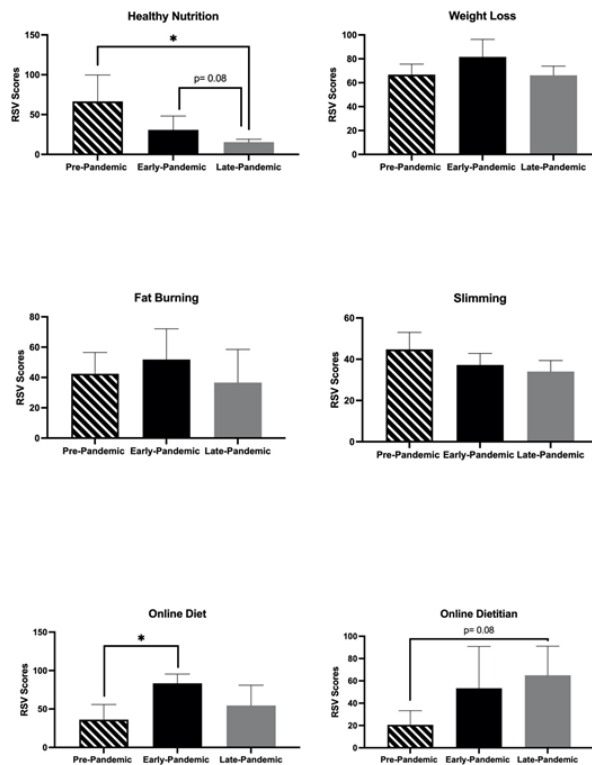 Healthy Nutrition
RSV Scores
150
100
50
0
*
p= 0.08
Pre-Pandemic Early-Pandemic Late-Pandemic
Weight Loss
RSV Scores
100
80
60
40
20
0
Pre-Pandemic Early-Pandemic Late-Pandemic
Fat Burning
RSV Scores
80
60
40
20
0
Pre-Pandemic Early-Pandemic Late-Pandemic
Slimming
RSV Scores
60
40
20
0
Pre-Pandemic Early-Pandemic Late-Pandemic
Online Diet
RSV Scores
150
100
50
0
*
Pre-Pandemic Early-Pandemic Late-Pandemic
Online Dietitian
RSV Scores
100
80
60
40
20
0
p= 0.08
Pre-Pandemic Early-Pandemic Late-Pandemic